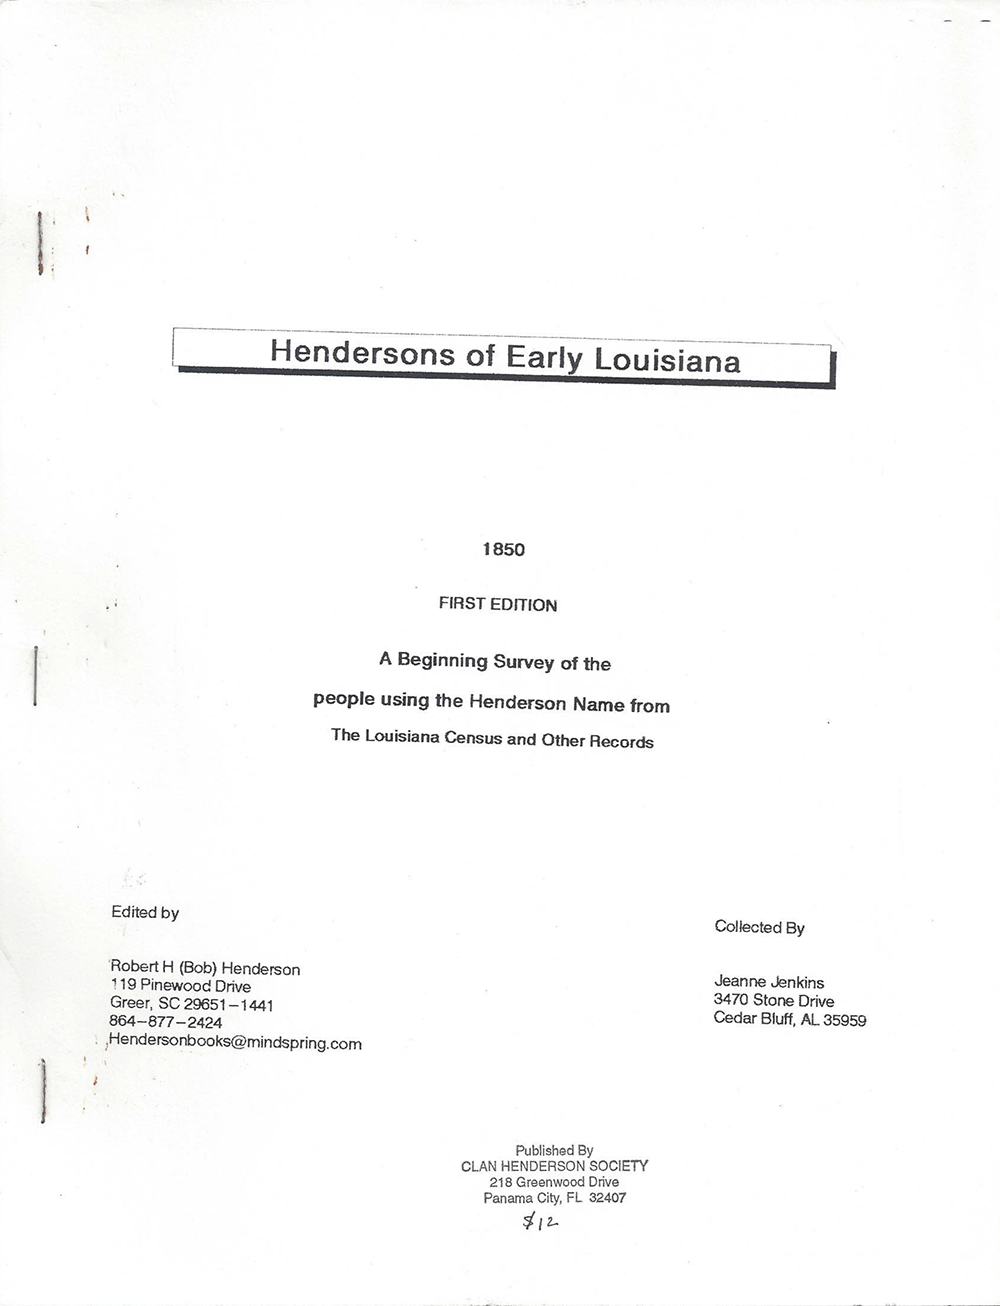 Hendersons of Early Louisiana
1850
FIRST EDITION
A Beginning Survey of the
people using the Henderson Name from
The Louisiana Census and Other Records
Edited by
Robert H (Bob) Henderson
119 Pinewood Drive
Greer, SC 29651-1441
864-877-2424
Hendersonbooks@mindspring.com
Collected By
Jeanne Jenkins
3470 Stone Drive
Cedar Bluff, AL 35959
Published By
CLAN HENDERSON SOCIETY
218 Greenwood Drive
Panama City, FL 32407
$12